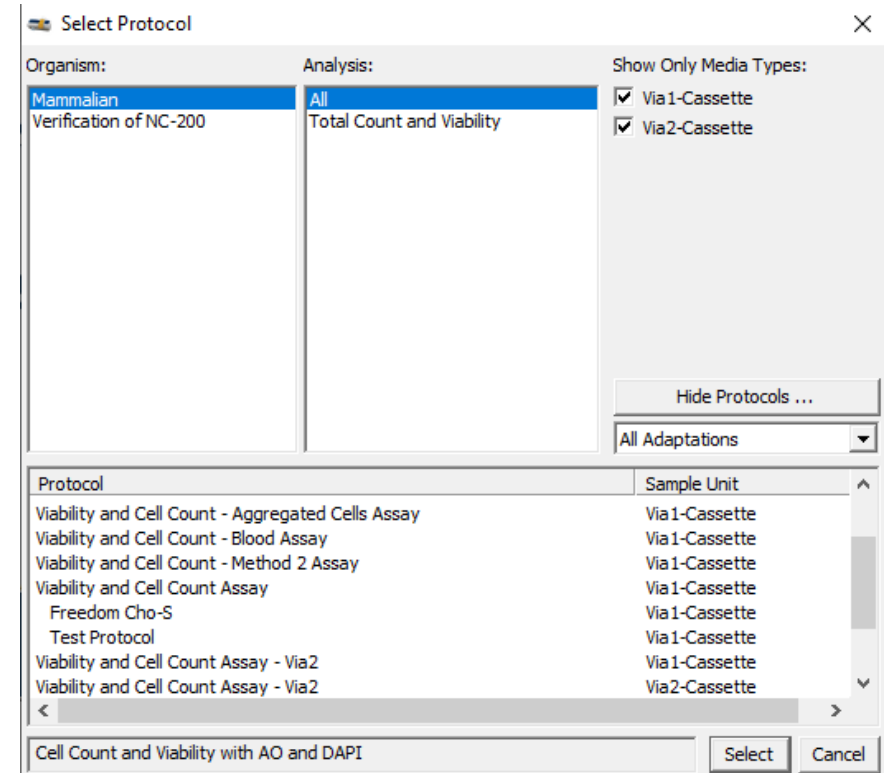 Select Protocol
Organism:
Analysis:
Show Only Media Types:
Mammalian
Verification of NC-200
All
Total Count and Viability
Via1-Cassette
Via2-Cassette
Hide Protocols ...
All Adaptations
Protocol Sample Unit
Viability and Cell Count - Aggregated Cells Assay Via1-Cassette
Viability and Cell Count - Blood Assay Via1-Cassette
Viability and Cell Count - Method 2 Assay Via1-Cassette
Viability and Cell Count Assay Via1-Cassette
Freedom Cho-S Via1-Cassette
Test Protocol Via1-Cassette
Viability and Cell Count Assay - Via2 Via1-Cassette
Viability and Cell Count Assay - Via2 Via2-Cassette
Cell Count and Viability with AO and DAPI
Select Cancel